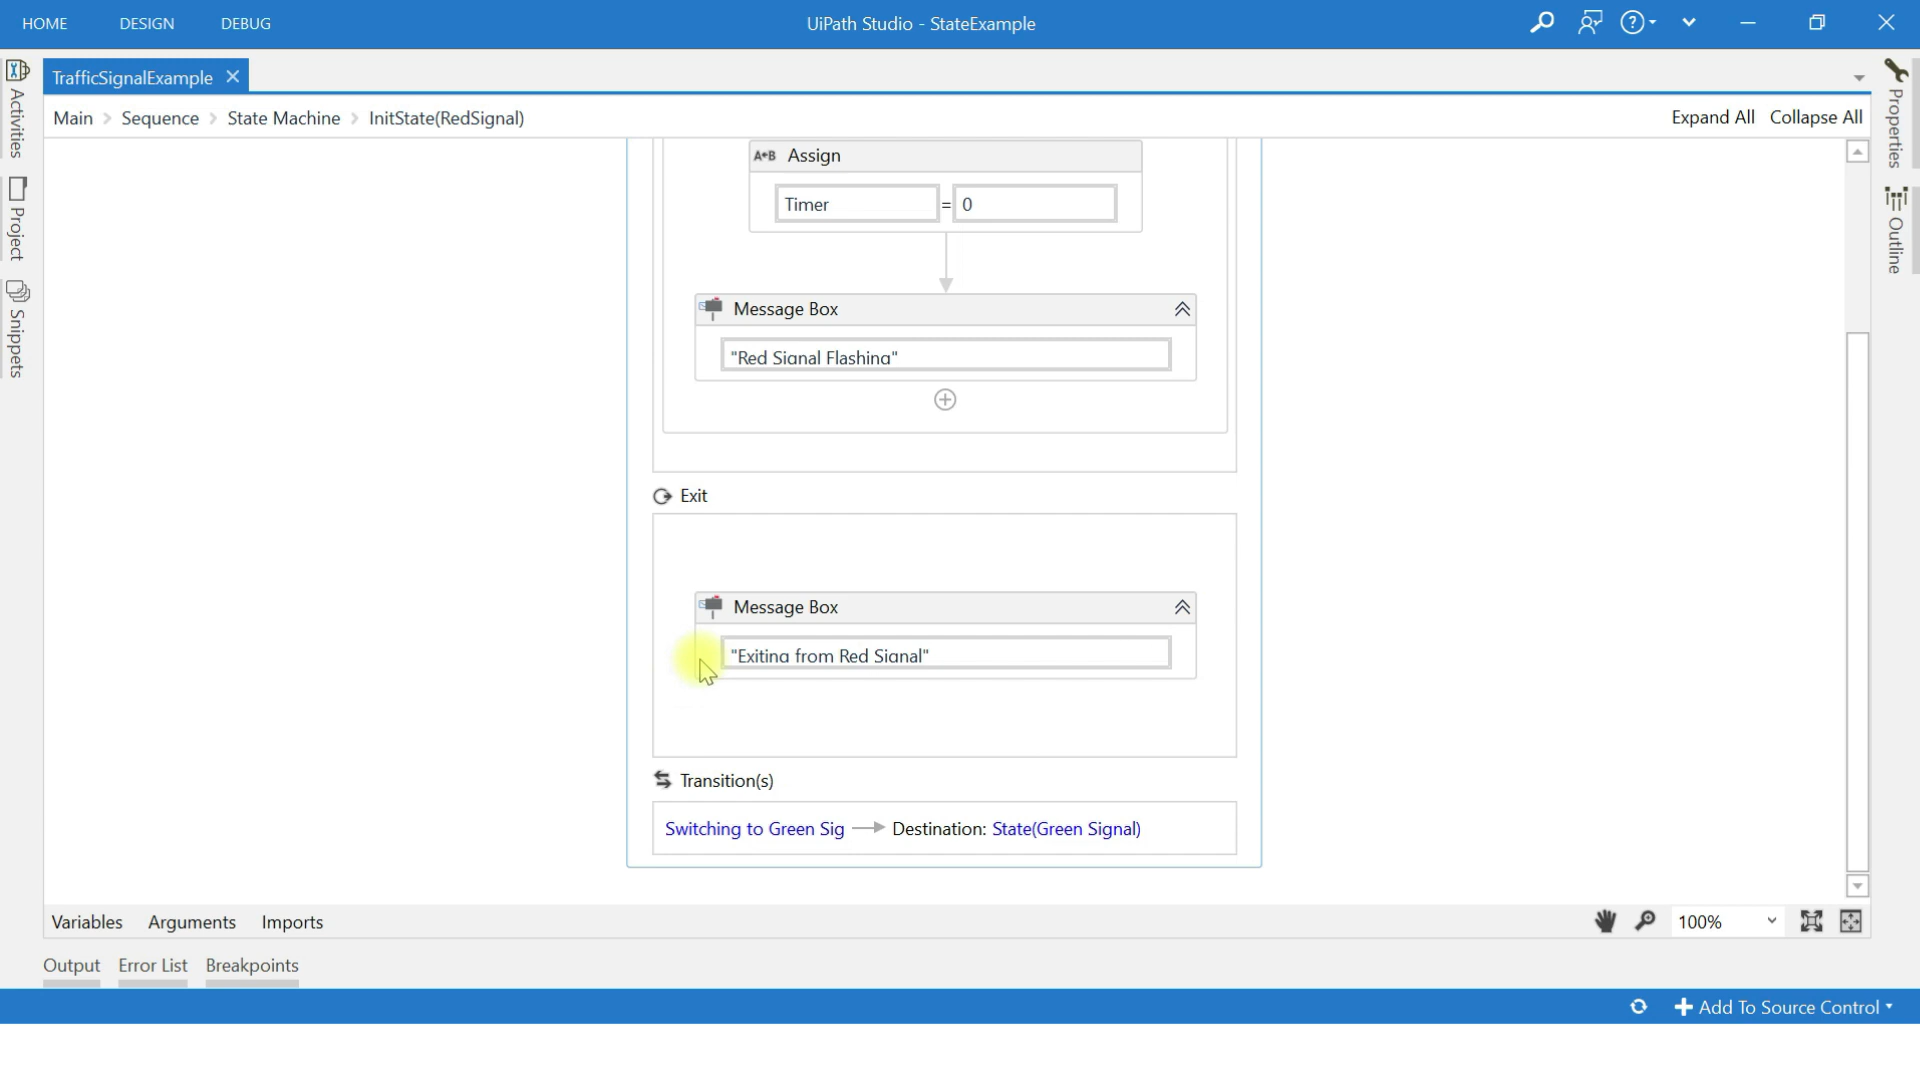 HOME DESIGN DEBUG UiPath Studio - StateExample
TrafficSignalExample
Main > Sequence > State Machine > InitState(RedSignal) Expand All Collapse All
Activities
Project
Snippets
Properties
Outline
A+B Assign
Timer = 0
Message Box
"Red Signal Flashing"
Exit
Message Box
"Exiting from Red Signal"
Transition(s)
Switching to Green Sig Destination: State(Green Signal)
Variables Arguments Imports 100%
Output Error List Breakpoints
Add To Source Control